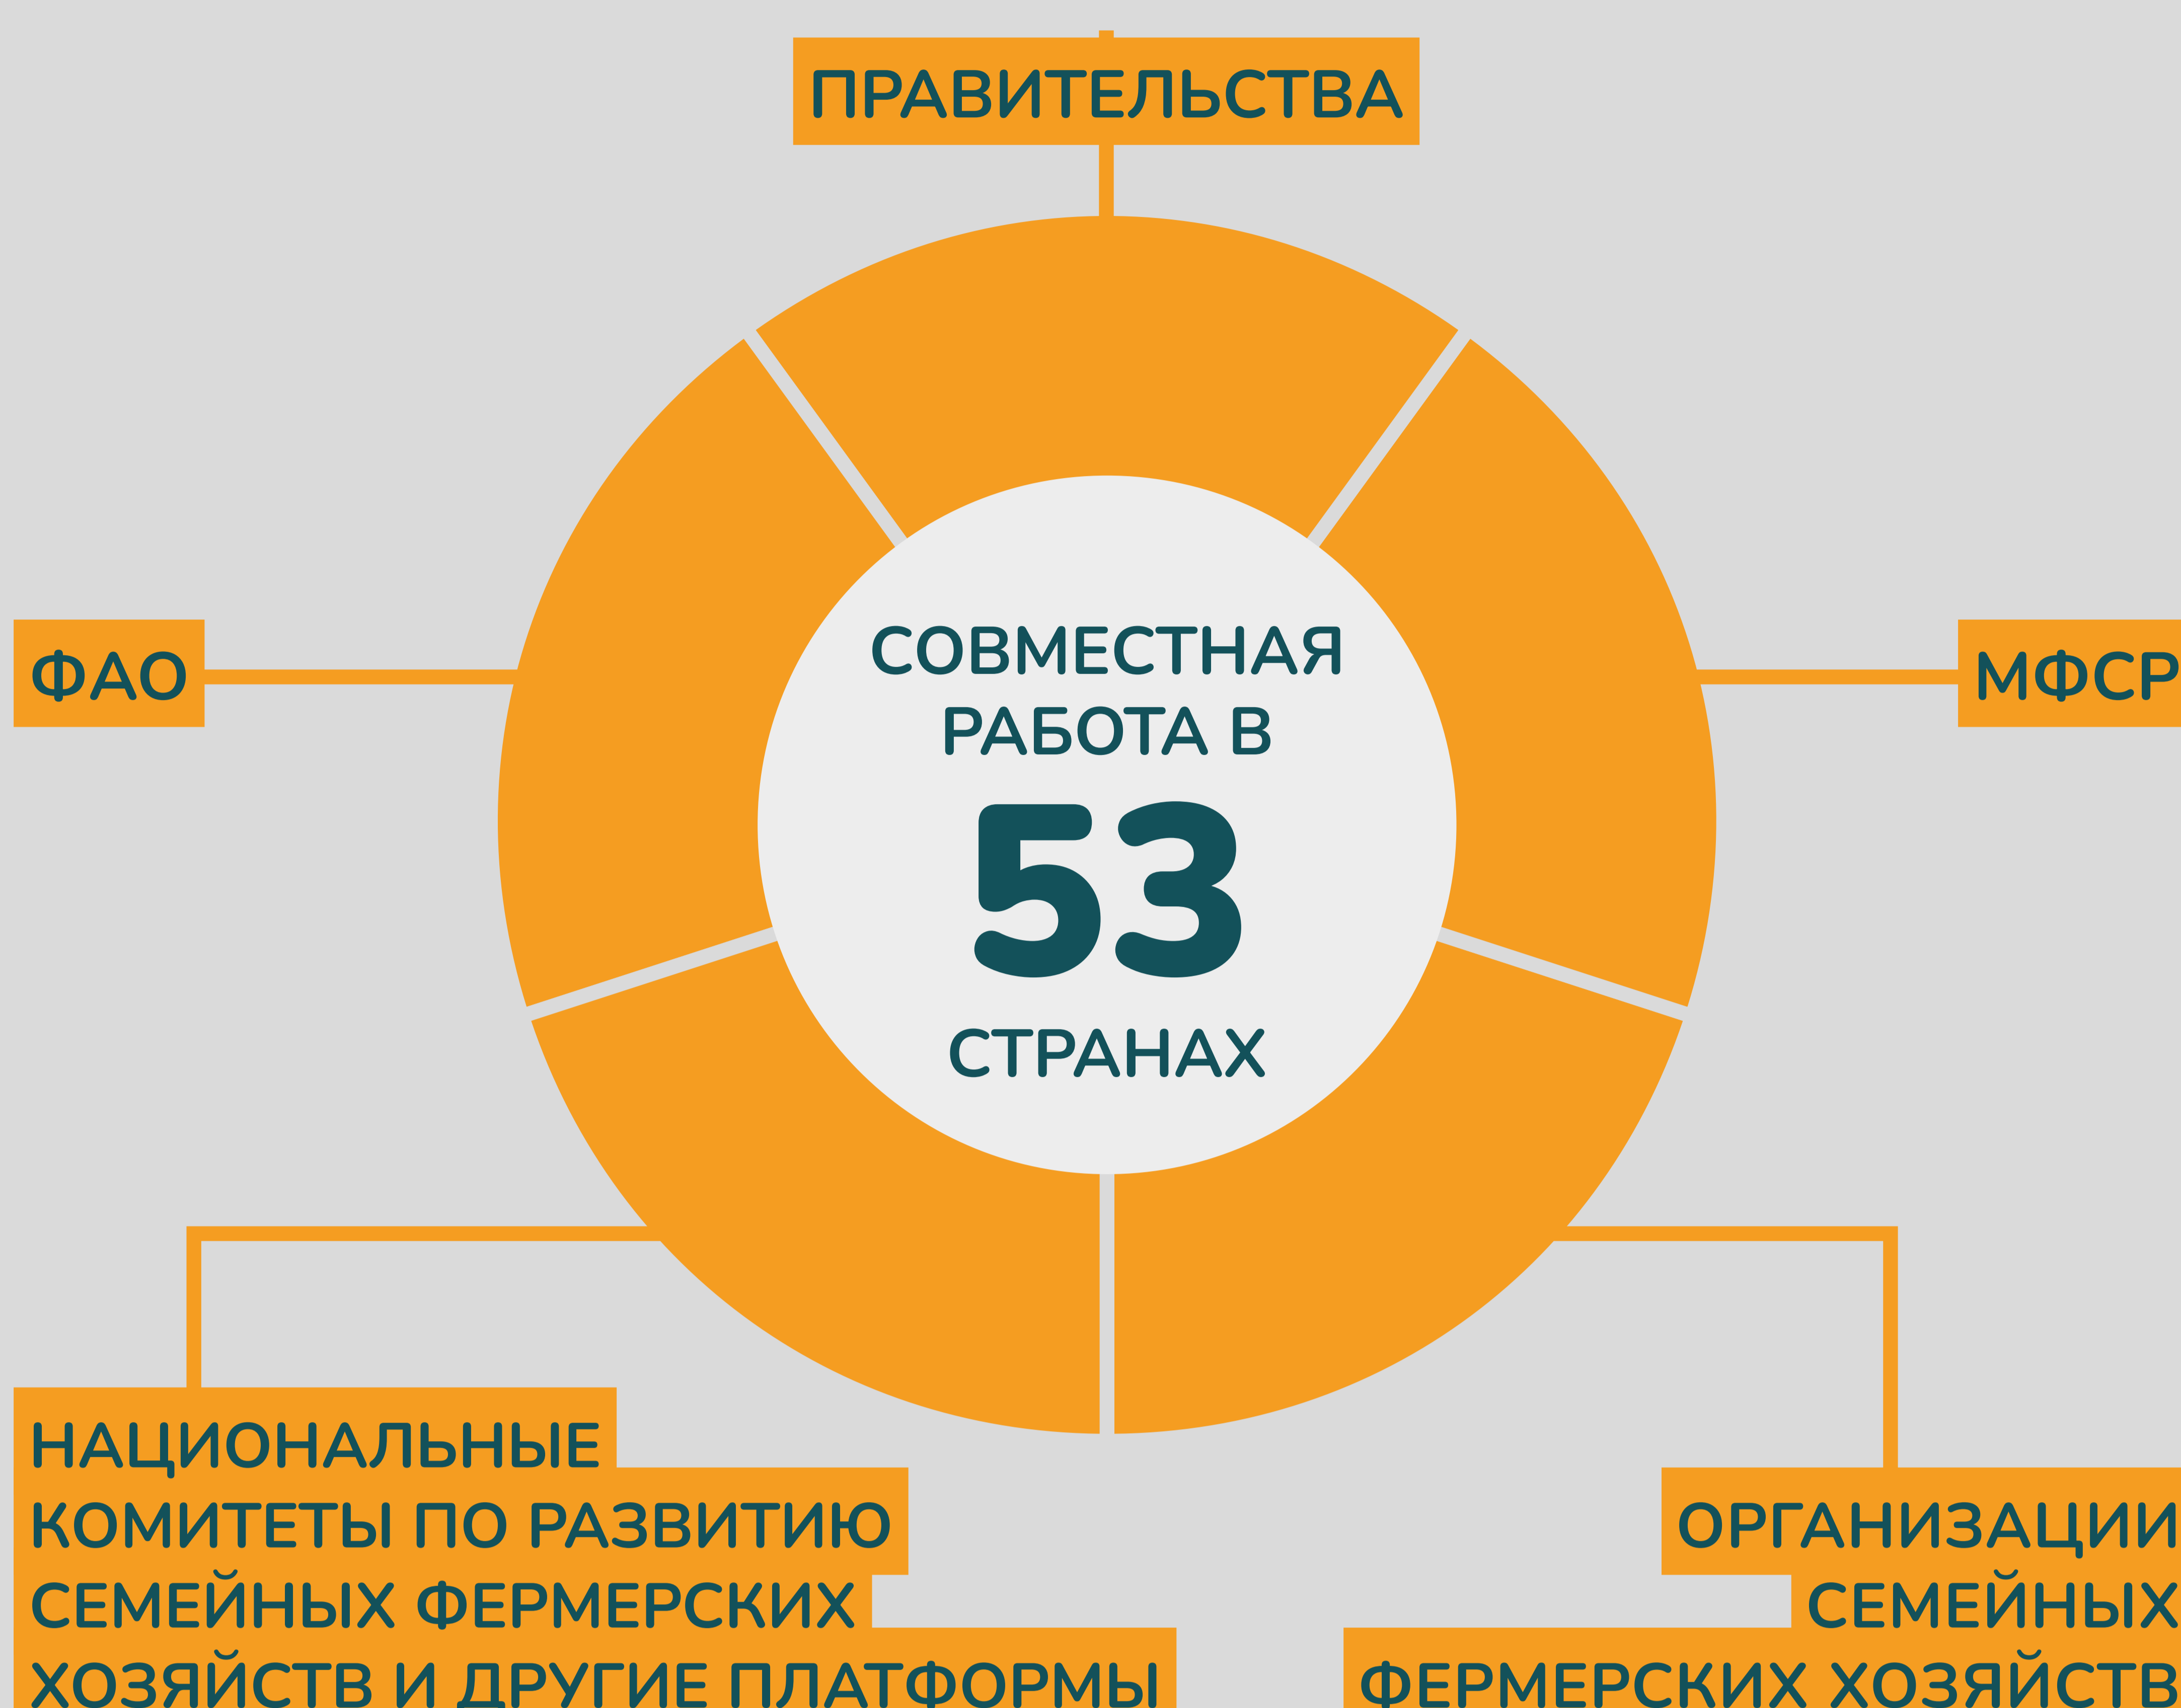 ПРАВИТЕЛЬСТВА
ФАО
МФСР
СОВМЕСТНАЯ
РАБОТА В
53
СТРАНАХ
НАЦИОНАЛЬНЫЕ
КОМИТЕТЫ ПО РАЗВИТИЮ
СЕМЕЙНЫХ ФЕРМЕРСКИХ
ХОЗЯЙСТВ И ДРУГИЕ ПЛАТФОРМЫ
ОРГАНИЗАЦИИ
СЕМЕЙНЫХ
ФЕРМЕРСКИХ ХОЗЯЙСТВ